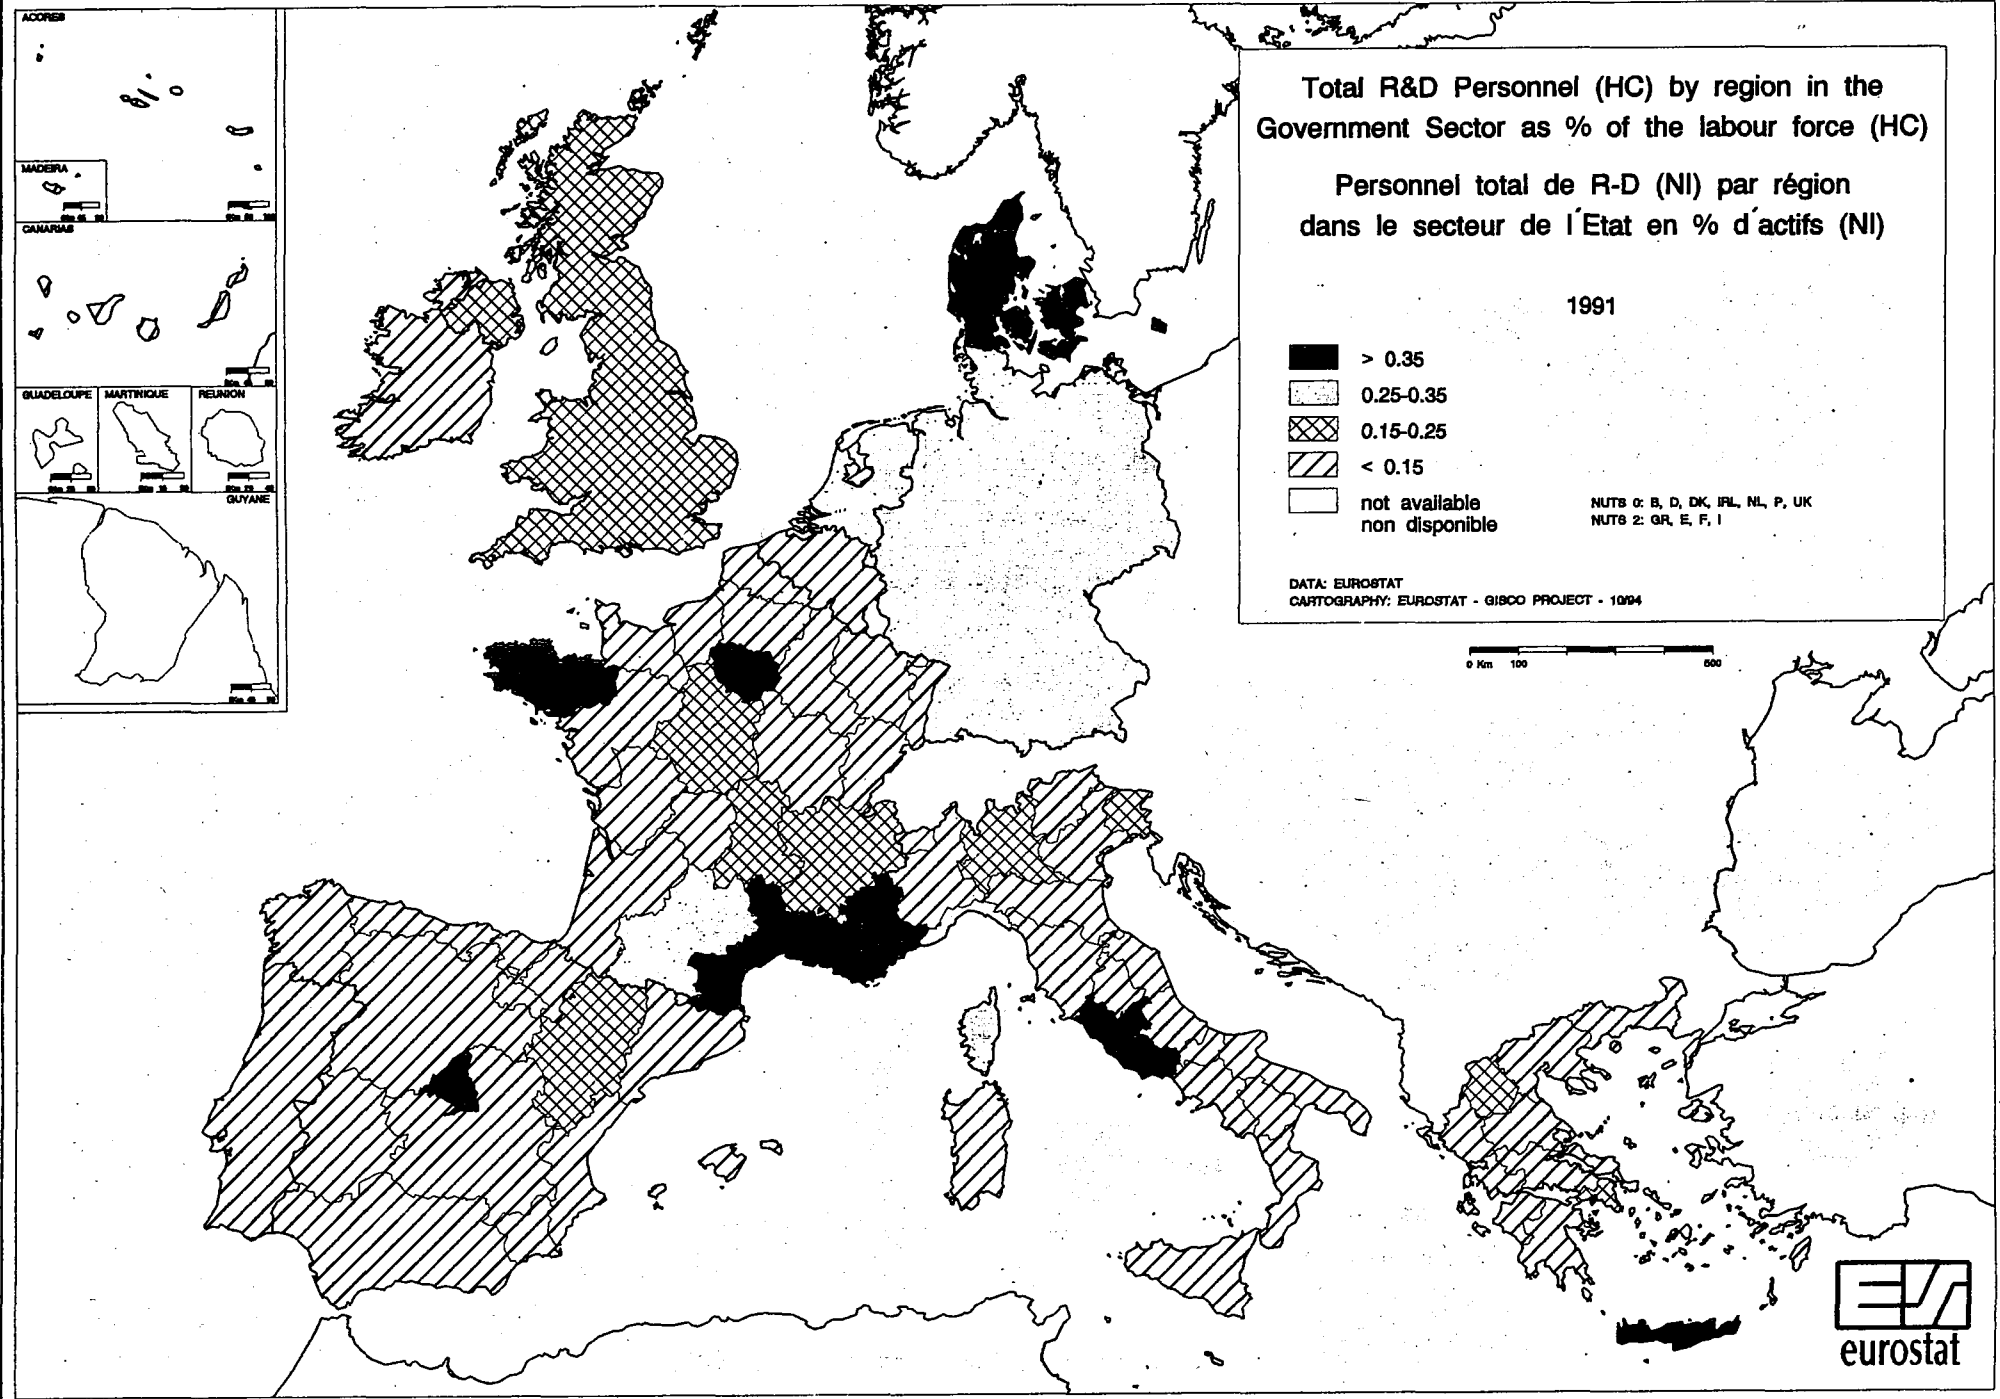 ACORES
MADEIRA
CANARIAS
GUADELOUPE
MARTINIQUE
REUNION
GUYANE
Total R&D Personnel (HC) by region in the
Government Sector as % of the labour force (HC)
Personnel total de R-D (NI) par région
dans le secteur de l´Etat en % d´actifs (NI)
1991
> 0.35
0.25-0.35
0.15-0.25
< 0.15
not available
non disponible
NUTS 0: B, D, DK, IRL, NL, P, UK
NUTS 2: GR, E, F, I
DATA: EUROSTAT
CARTOGRAPHY: EUROSTAT - GISCO PROJECT - 10/94
0 Km 100 500
eurostat